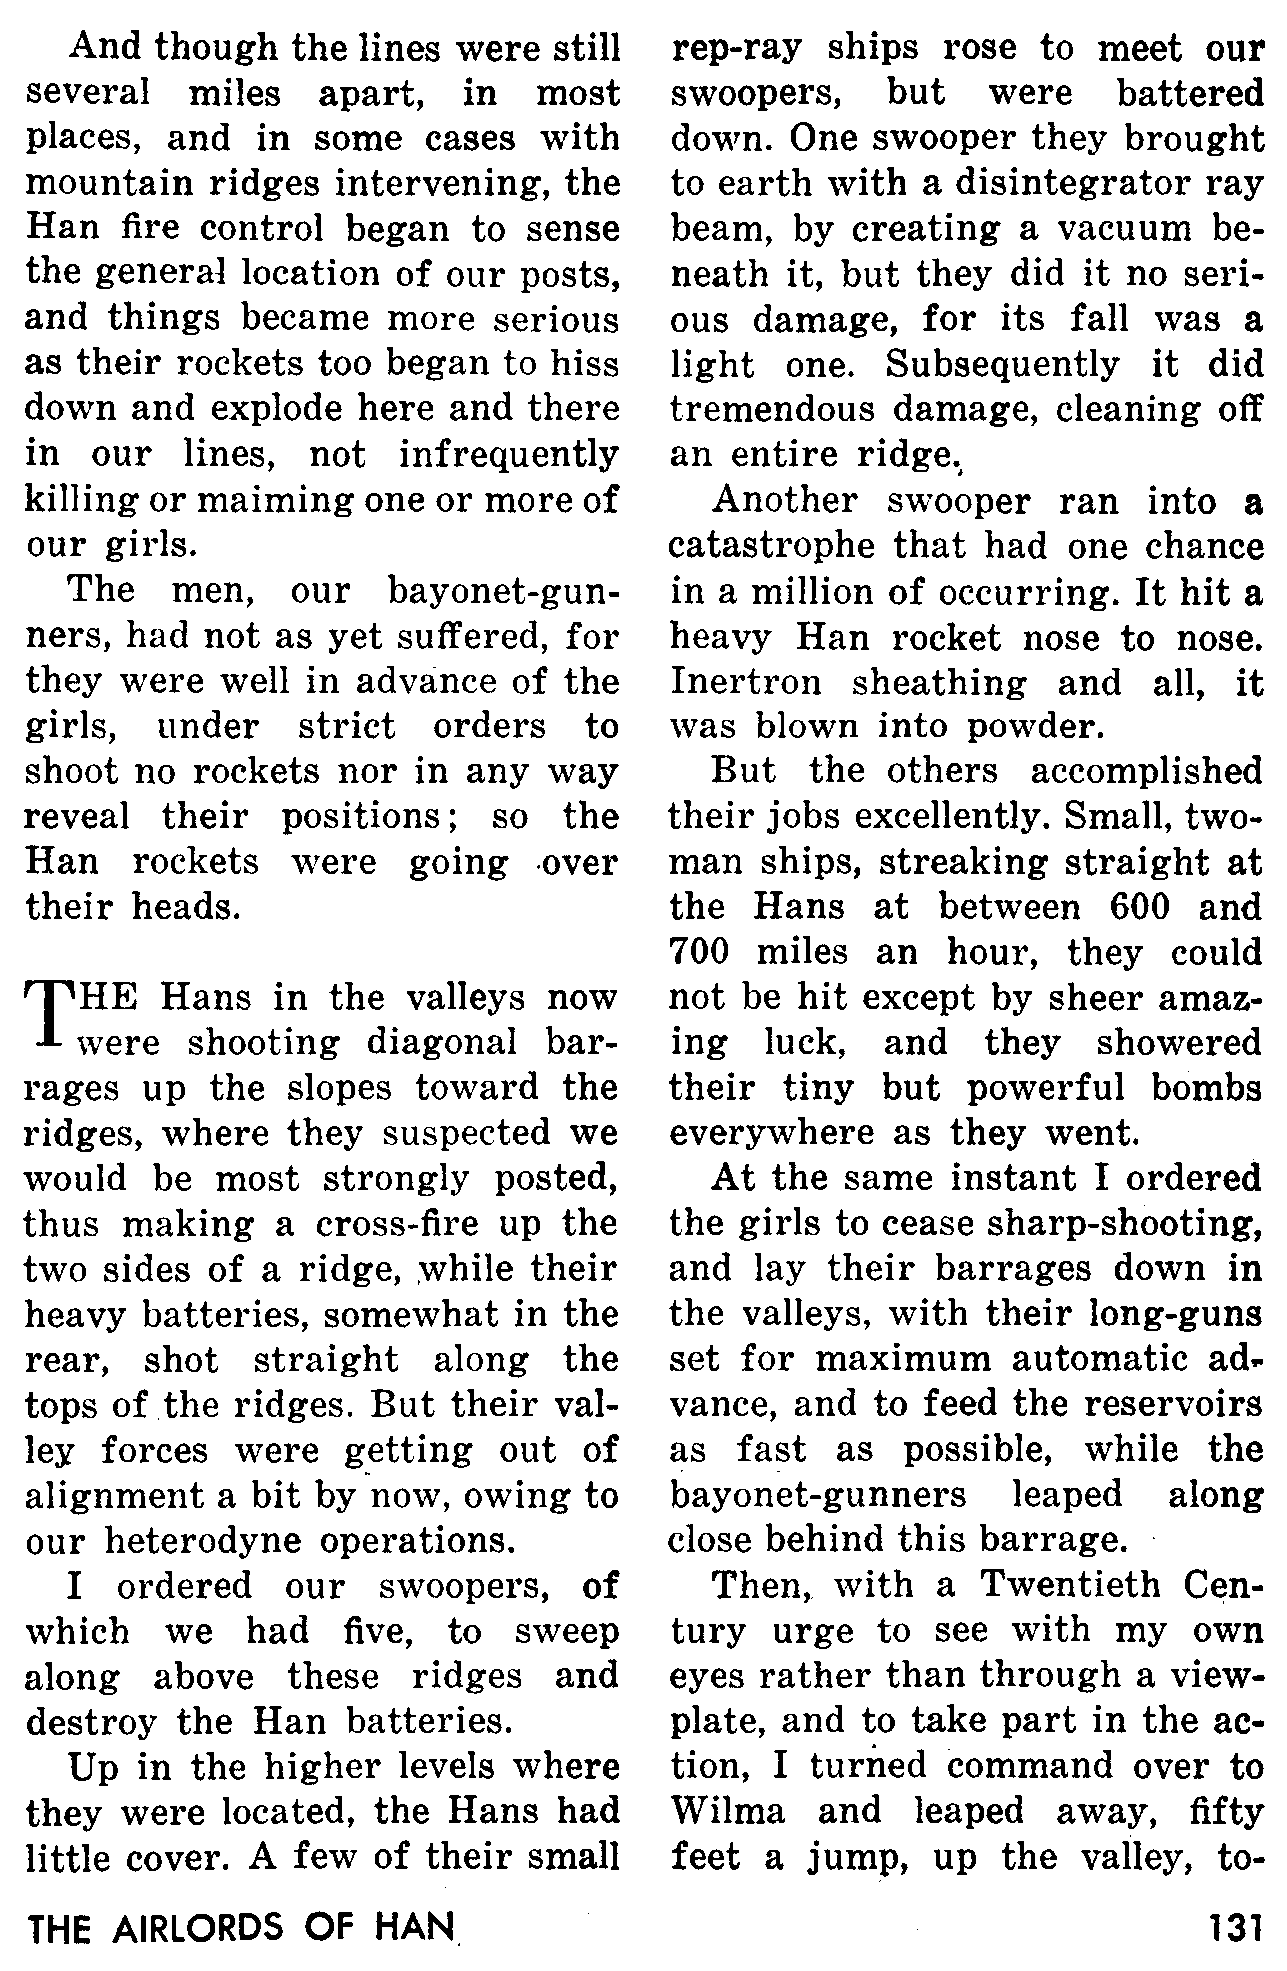 And though the lines were still
several miles apart, in most
places, and in some cases with
mountain ridges intervening, the
Han fire control began to sense
the general location of our posts,
and things became more serious
as their rockets too began to hiss
down and explode here and there
in our lines, not infrequently
killing or maiming one or more of
our girls.
The men, our bayonet-gun-
ners, had not as yet suffered, for
they were well in advance of the
girls, under strict orders to
shoot no rockets nor in any way
reveal their positions; so the
Han rockets were going over
their heads.
THE Hans in the valleys now
were shooting diagonal bar-
rages up the slopes toward the
ridges, where they suspected we
would be most strongly posted,
thus making a cross-fire up the
two sides of a ridge, while their
heavy batteries, somewhat in the
rear, shot straight along the
tops of the ridges. But their val-
ley forces were getting out of
alignment a bit by now, owing to
our heterodyne operations.
I ordered our swoopers, of
which we had five, to sweep
along above these ridges and
destroy the Han batteries.
Up in the higher levels where
they were located, the Hans had
little cover. A few of their small
rep-ray ships rose to meet our
swoopers, but were battered
down. One swooper they brought
to earth with a disintegrator ray
beam, by creating a vacuum be-
neath it, but they did it no seri-
ous damage, for its fall was a
light one. Subsequently it did
tremendous damage, cleaning off
an entire ridge.
Another swooper ran into a
catastrophe that had one chance
in a million of occurring. It hit a
heavy Han rocket nose to nose.
Inertron sheathing and all, it
was blown into powder.
But the others accomplished
their jobs excellently. Small, two-
man ships, streaking straight at
the Hans at between 600 and
700 miles an hour, they could
not be hit except by sheer amaz-
ing luck, and they showered
their tiny but powerful bombs
everywhere as they went.
At the same instant I ordered
the girls to cease sharp-shooting,
and lay their barrages down in
the valleys, with their long-guns
set for maximum automatic ad-
vance, and to feed the reservoirs
as fast as possible, while the
bayonet-gunners leaped along
close behind this barrage.
Then, with a Twentieth Cen-
tury urge to see with my own
eyes rather than through a view-
plate, and to take part in the ac-
tion, I turned command over to
Wilma and leaped away, fifty
feet a jump, up the valley, to-
THE AIRLORDS OF HAN 131